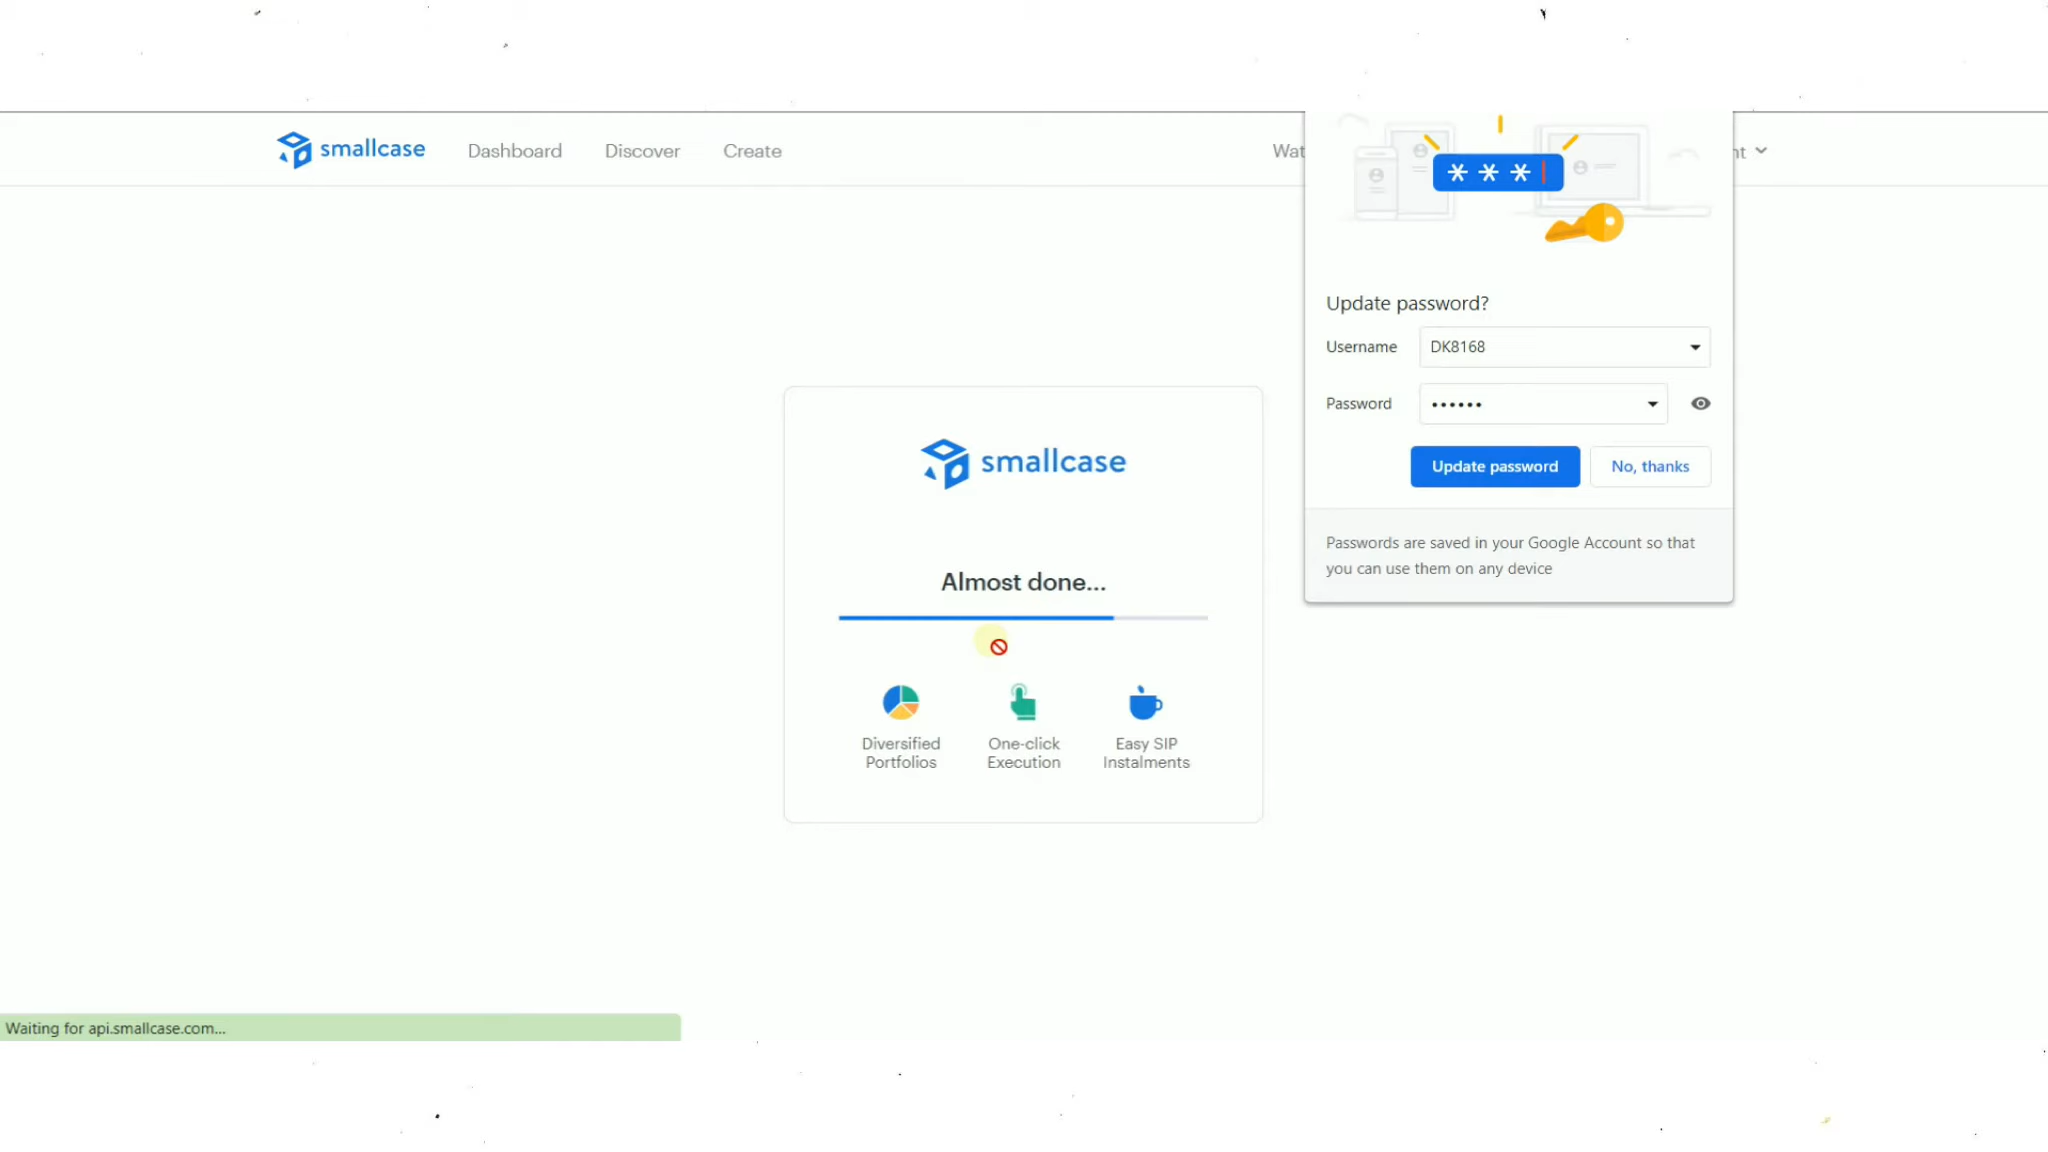 smallcase
Dashboard
Discover
Create
Update password?
Username
DK8168
Password
••••••
Update password
No, thanks
Passwords are saved in your Google Account so that
you can use them on any device
smallcase
Almost done...
Diversified
Portfolios
One-click
Execution
Easy SIP
Instalments
Waiting for api.smallcase.com...